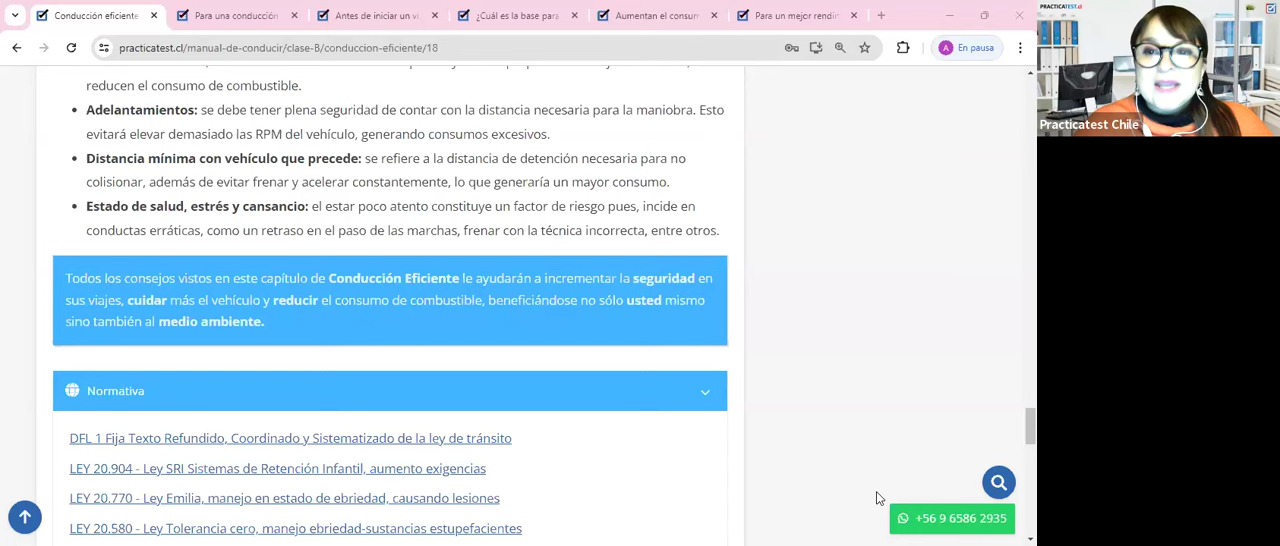 Conducción eficiente
Para una conducción
Antes de iniciar un vi
¿Cuál es la base para
Aumentan el consum
Para un mejor rendin
practicatest.cl/manual-de-conducir/clase-B/conduccion-eficiente/18
A En pausa
PRACTICATEST.CL
Practicatest Chile
reducen el consumo de combustible.
Adelantamientos: se debe tener plena seguridad de contar con la distancia necesaria para la maniobra. Esto
evitará elevar demasiado las RPM del vehículo, generando consumos excesivos.
Distancia mínima con vehículo que precede: se refiere a la distancia de detención necesaria para no
colisionar, además de evitar frenar y acelerar constantemente, lo que generaría un mayor consumo.
Estado de salud, estrés y cansancio: el estar poco atento constituye un factor de riesgo pues, incide en
conductas erráticas, como un retraso en el paso de las marchas, frenar con la técnica incorrecta, entre otros.
Todos los consejos vistos en este capítulo de Conducción Eficiente le ayudarán a incrementar la seguridad en
sus viajes, cuidar más el vehículo y reducir el consumo de combustible, beneficiándose no sólo usted mismo
sino también al medio ambiente.
Normativa
DFL 1 Fija Texto Refundido, Coordinado y Sistematizado de la ley de tránsito
LEY 20.904 - Ley SRI Sistemas de Retención Infantil, aumento exigencias
LEY 20.770 - Ley Emilia, manejo en estado de ebriedad, causando lesiones
LEY 20.580 - Ley Tolerancia cero, manejo ebriedad-sustancias estupefacientes
+56 9 6586 2935